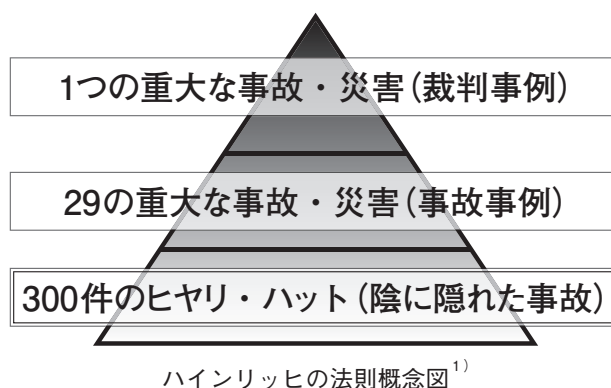 1つの重大な事故・災害(裁判事例)
29の重大な事故・災害(事故事例)
300件のヒヤリ・ハット(陰に隠れた事故)
ハインリッヒの法則概念図1)